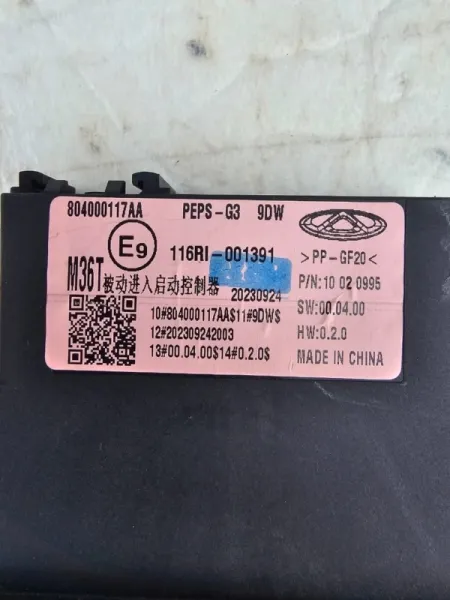 804000117AA PEPS-G3 9DW
E9 116RI-001391 >PP-GF20<
M36T 被动进入启动控制器 20230924 P/N:10 02 0995
10#804000117AA$11#9DW$ SW:00.04.00
12#202309242003 HW:0.2.0
13#00.04.00$14#0.2.0$ MADE IN CHINA